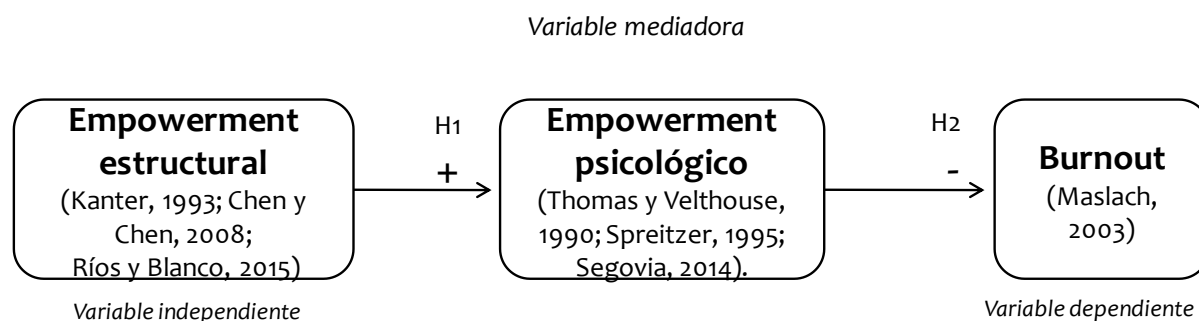 Variable mediadora
Empowerment
estructural
(Kanter, 1993; Chen y
Chen, 2008;
Ríos y Blanco, 2015)
Variable independiente
H1
+
Empowerment
psicológico
(Thomas y Velthouse,
1990; Spreitzer, 1995;
Segovia, 2014).
H2
-
Burnout
(Maslach,
2003)
Variable dependiente